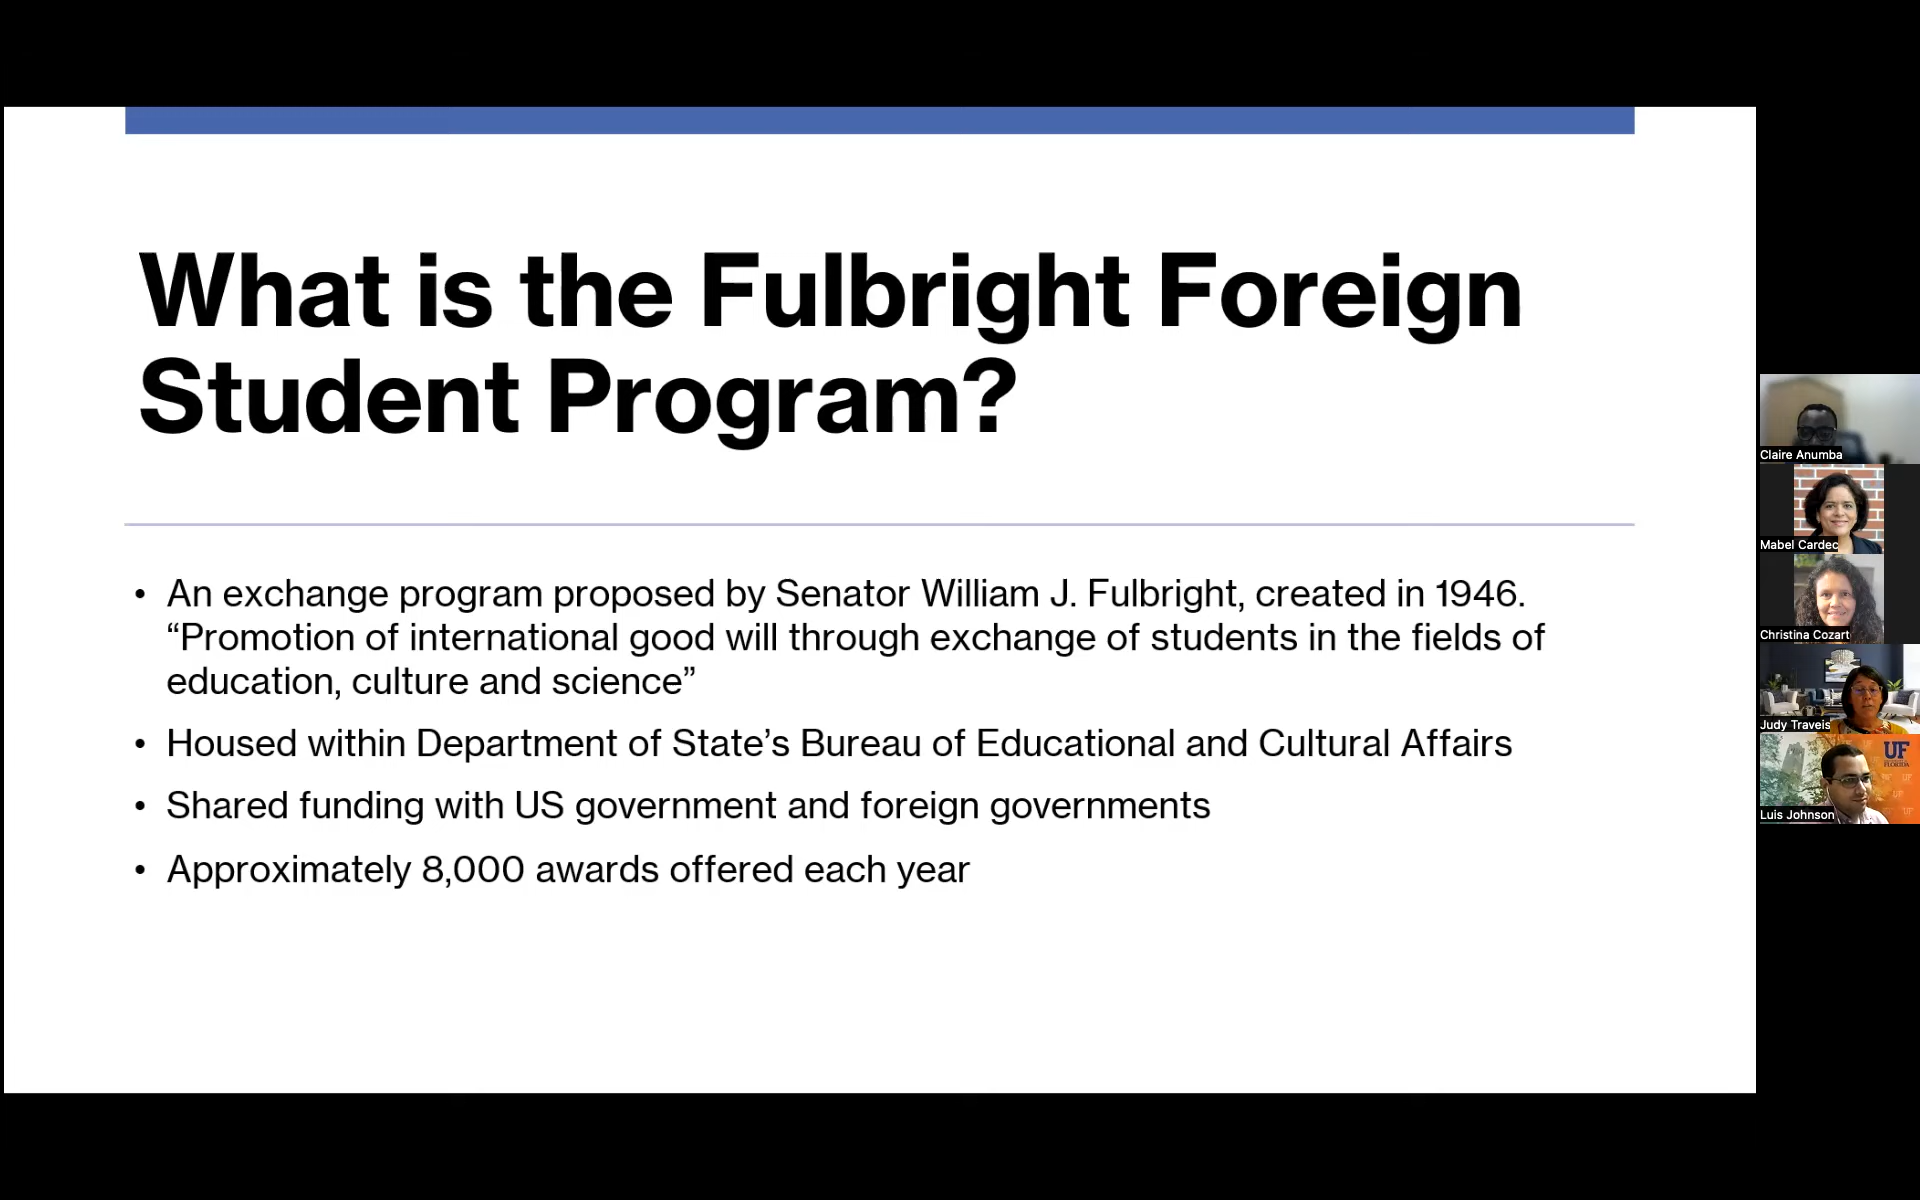 What is the Fulbright Foreign
Student Program?
• An exchange program proposed by Senator William J. Fulbright, created in 1946.
“Promotion of international good will through exchange of students in the fields of
education, culture and science”
• Housed within Department of State’s Bureau of Educational and Cultural Affairs
• Shared funding with US government and foreign governments
• Approximately 8,000 awards offered each year
Claire Anumba
Mabel Cardec
Christina Cozart
Judy Traveis
UF
FLORIDA
Luis Johnson